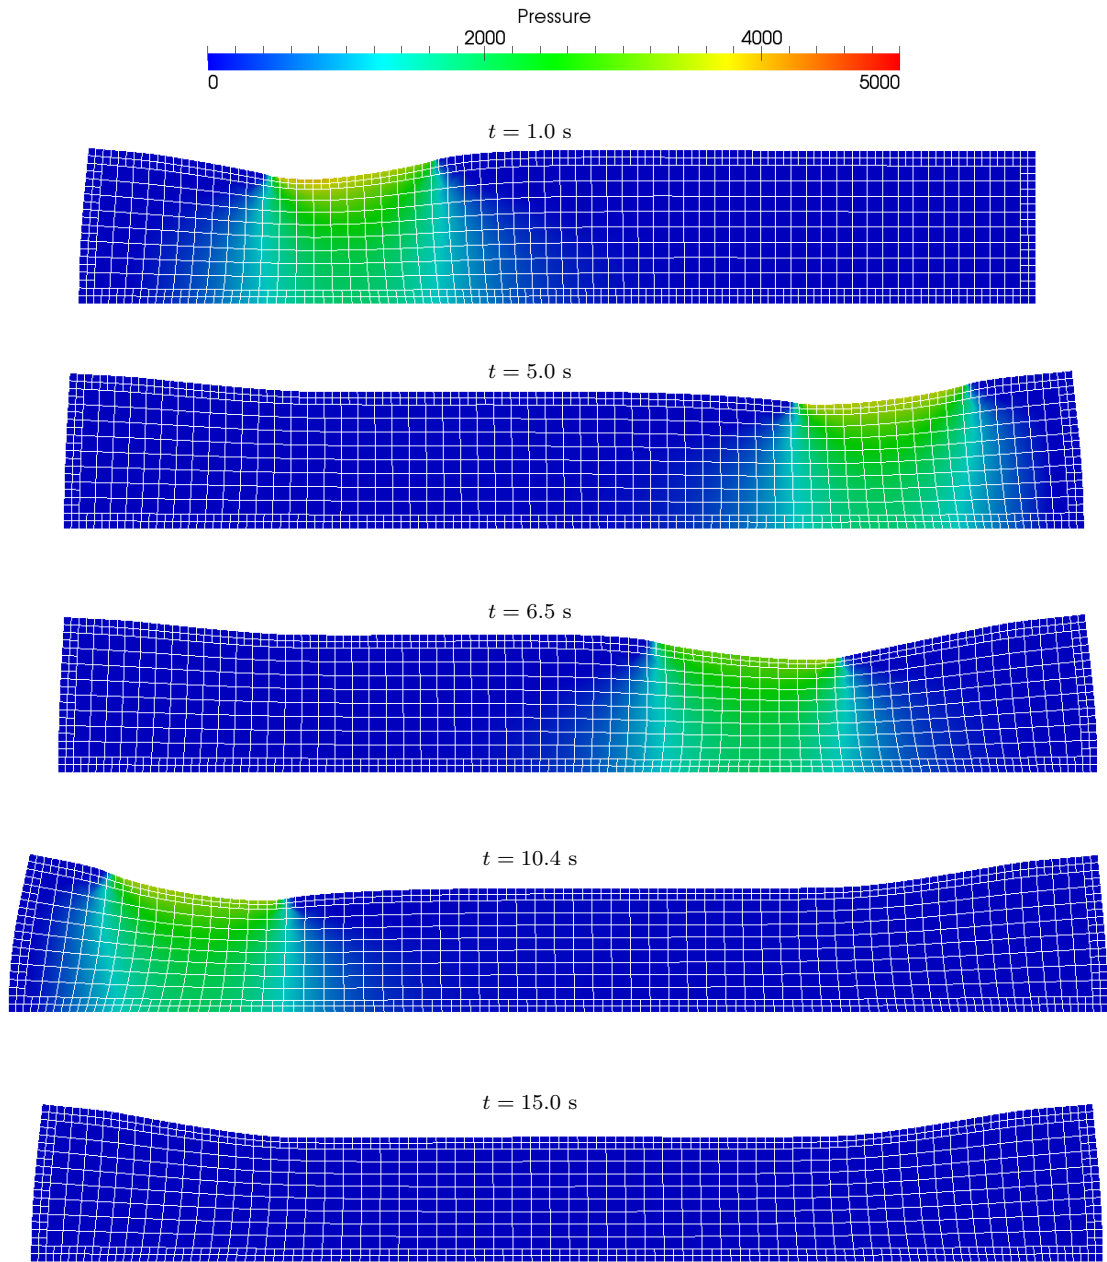 Pressure
2000 4000
0 5000
t = 1.0 s
t = 5.0 s
t = 6.5 s
t = 10.4 s
t = 15.0 s